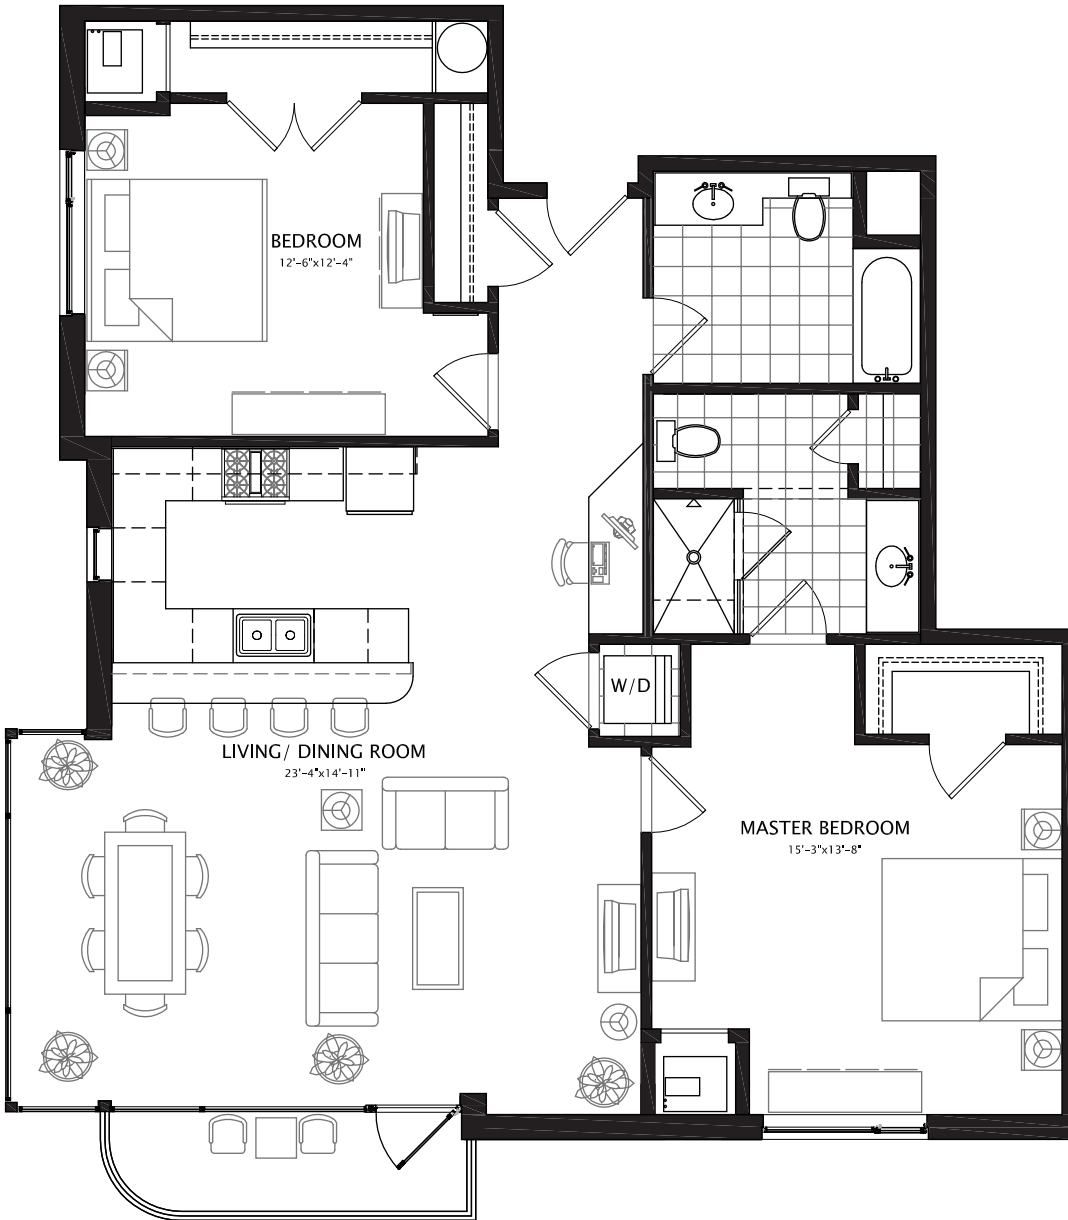 BEDROOM
12'-6"x12'-4"
W/D
LIVING/ DINING ROOM
23'-4"x14'-11"
MASTER BEDROOM
15'-3"x13'-8"